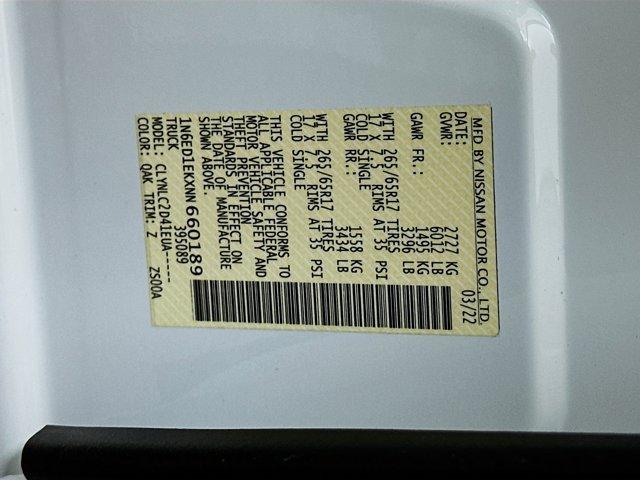 MFD BY NISSAN MOTOR CO., LTD.
DATE: 03/22
GVWR: 2727 KG
6012 LB
GAWR FR.: 1495 KG
3296 LB
WITH 265/65R17 TIRES
17 X 7.5 RIMS AT 35 PSI
COLD SINGLE
GAWR RR.: 1558 KG
3434 LB
WITH 265/65R17 TIRES
17 X 7.5 RIMS AT 35 PSI
COLD SINGLE
THIS VEHICLE CONFORMS TO
ALL APPLICABLE FEDERAL
MOTOR VEHICLE SAFETY AND
THEFT PREVENTION
STANDARDS IN EFFECT ON
THE DATE OF MANUFACTURE
SHOWN ABOVE.
1N6ED1EKXNN660189
TRUCK 395089
MODEL: CLYNLC2D41EUA-----
COLOR: QAK TRIM: Z ZS00A